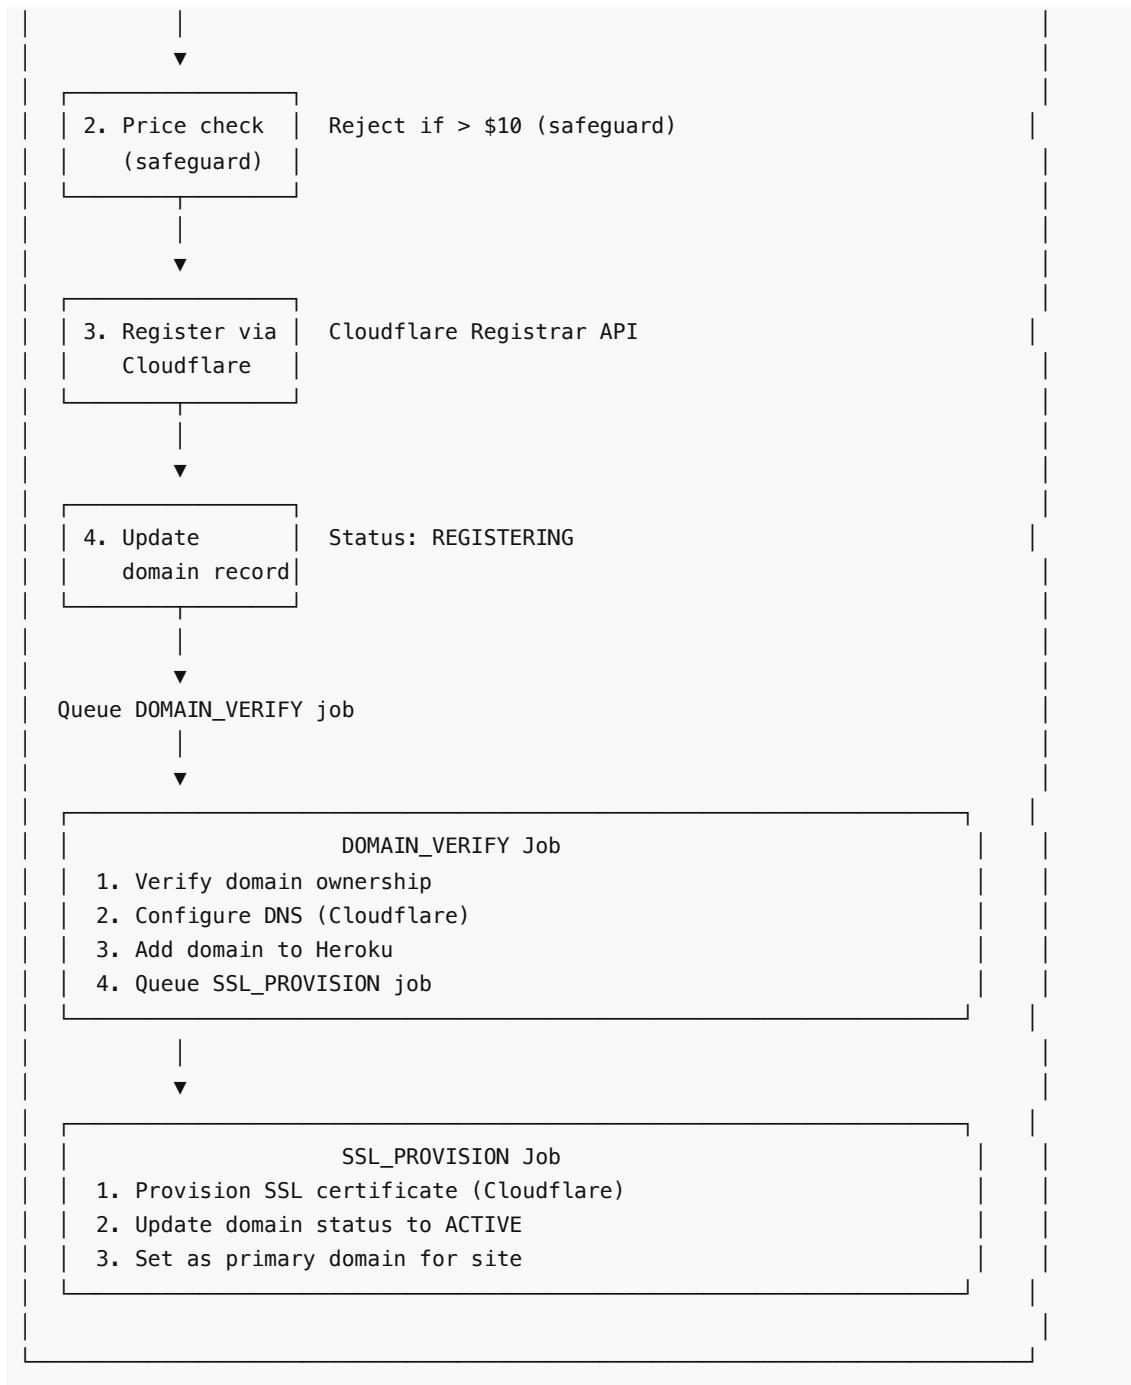 2. Price check Reject if > $10 (safeguard)
(safeguard)
3. Register via Cloudflare Registrar API
Cloudflare
4. Update Status: REGISTERING
domain record
Queue DOMAIN_VERIFY job
DOMAIN_VERIFY Job
1. Verify domain ownership
2. Configure DNS (Cloudflare)
3. Add domain to Heroku
4. Queue SSL_PROVISION job
SSL_PROVISION Job
1. Provision SSL certificate (Cloudflare)
2. Update domain status to ACTIVE
3. Set as primary domain for site